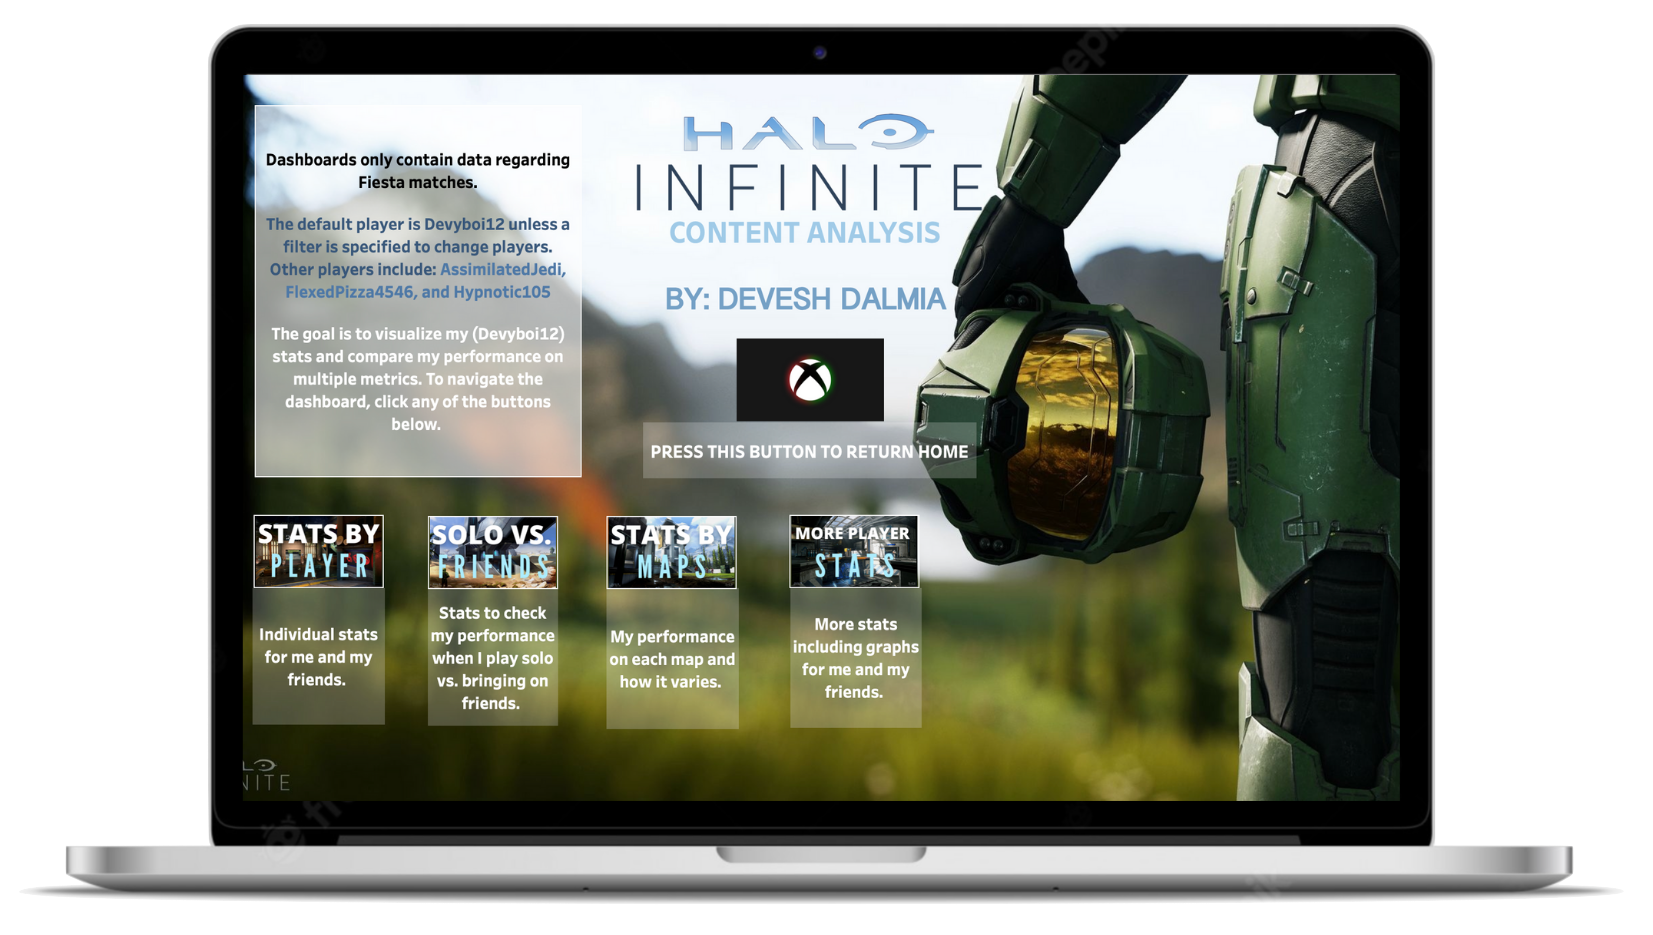 Dashboards only contain data regarding
Fiesta matches.
The default player is Devyboi12 unless a
filter is specified to change players.
Other players include: AssimilatedJedi,
FlexedPizza4546, and Hypnotic105
The goal is to visualize my (Devyboi12)
stats and compare my performance on
multiple metrics. To navigate the
dashboard, click any of the buttons
below.
HALO
INFINITE
CONTENT ANALYSIS
BY: DEVESH DALMIA
PRESS THIS BUTTON TO RETURN HOME
STATS BY
PLAYER
Individual stats
for me and my
friends.
SOLO VS.
FRIENDS
Stats to check
my performance
when I play solo
vs. bringing on
friends.
STATS BY
MAPS
My performance
on each map and
how it varies.
MORE PLAYER
STATS
More stats
including graphs
for me and my
friends.
LO
NITE